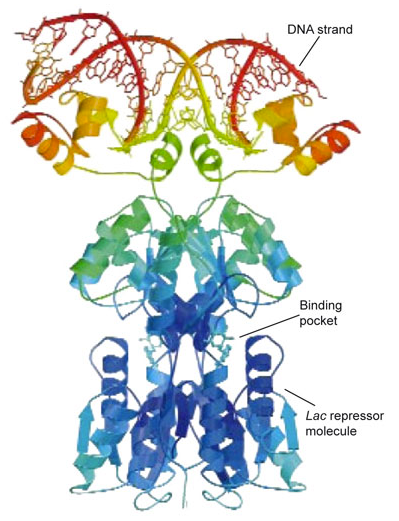 DNA strand
Binding
pocket
Lac repressor
molecule